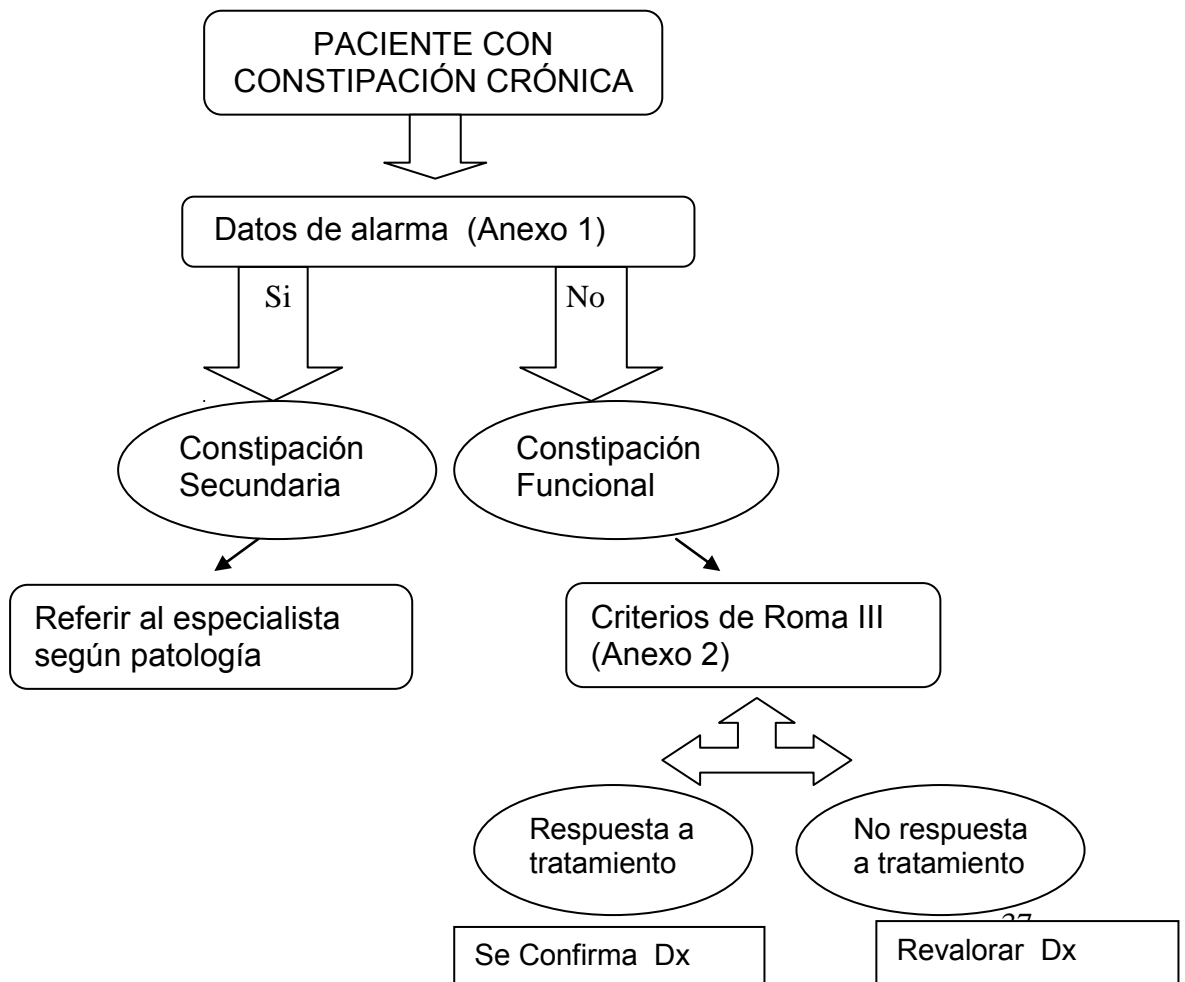 PACIENTE CON
CONSTIPACIÓN CRÓNICA
Datos de alarma (Anexo 1)
Si
No
Constipación
Secundaria
Constipación
Funcional
Referir al especialista
según patología
Criterios de Roma III
(Anexo 2)
Respuesta a
tratamiento
No respuesta
a tratamiento
Se Confirma Dx
Revalorar Dx